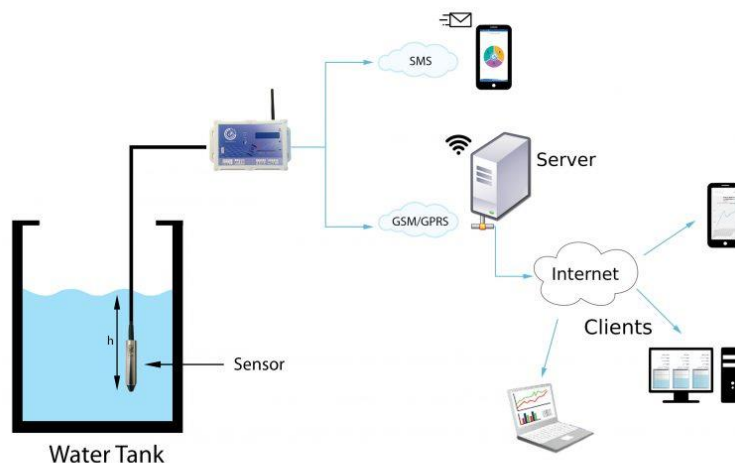 SMS
Server
GSM/GPRS
Internet
Clients
h
Sensor
Water Tank